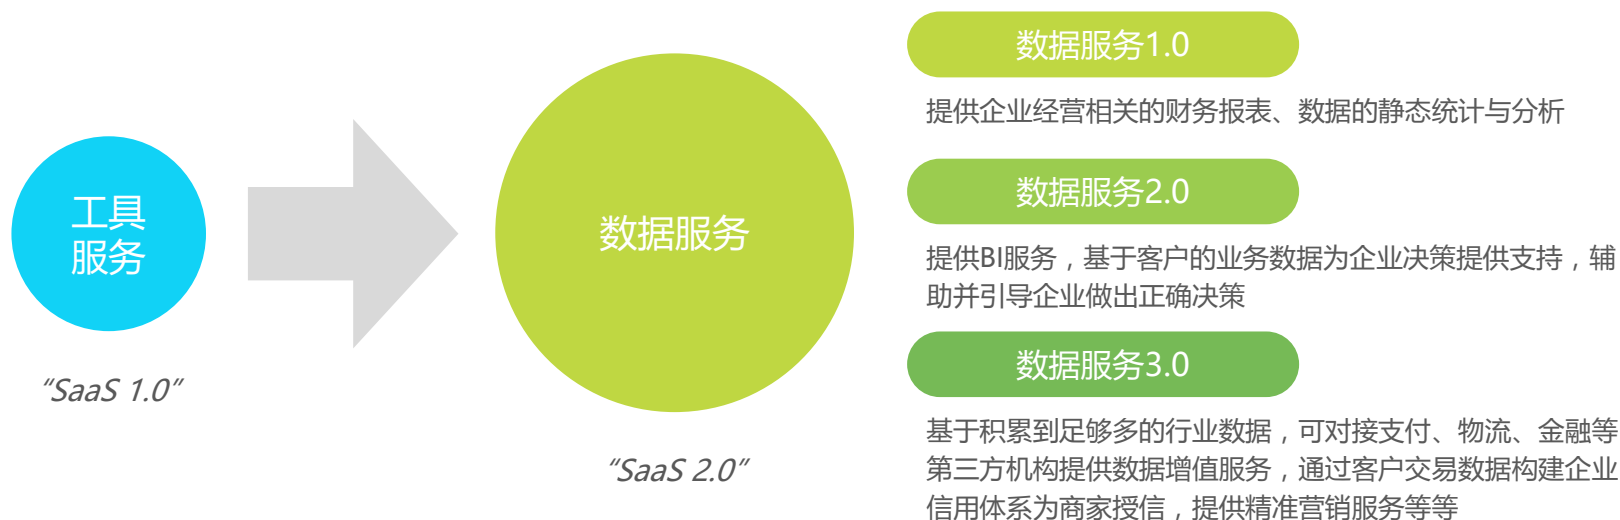 工具
服务
“SaaS 1.0”
数据服务
“SaaS 2.0”
数据服务1.0
提供企业经营相关的财务报表、数据的静态统计与分析
数据服务2.0
提供BI服务，基于客户的业务数据为企业决策提供支持，辅
助并引导企业做出正确决策
数据服务3.0
基于积累到足够多的行业数据，可对接支付、物流、金融等
第三方机构提供数据增值服务，通过客户交易数据构建企业
信用体系为商家授信，提供精准营销服务等等